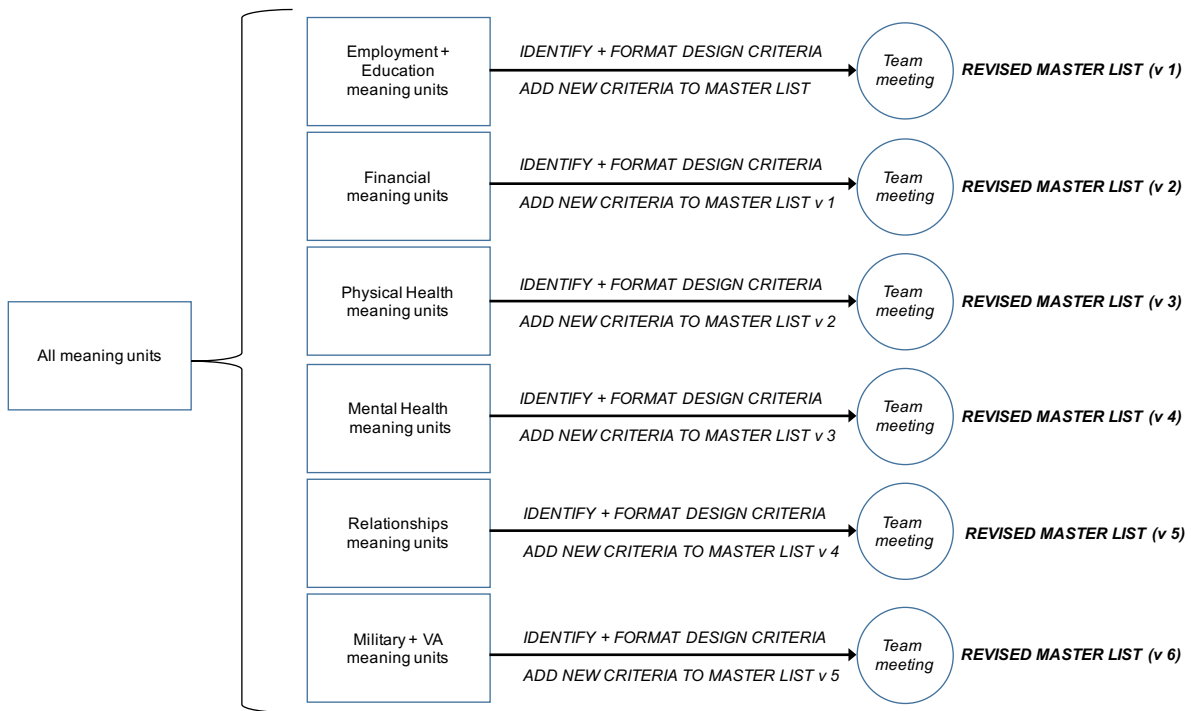 All meaning units
Employment +
Education
meaning units
IDENTIFY + FORMAT DESIGN CRITERIA
ADD NEW CRITERIA TO MASTER LIST
Team
meeting
REVISED MASTER LIST (v 1)
Financial
meaning units
IDENTIFY + FORMAT DESIGN CRITERIA
ADD NEW CRITERIA TO MASTER LIST v 1
Team
meeting
REVISED MASTER LIST (v 2)
Physical Health
meaning units
IDENTIFY + FORMAT DESIGN CRITERIA
ADD NEW CRITERIA TO MASTER LIST v 2
Team
meeting
REVISED MASTER LIST (v 3)
Mental Health
meaning units
IDENTIFY + FORMAT DESIGN CRITERIA
ADD NEW CRITERIA TO MASTER LIST v 3
Team
meeting
REVISED MASTER LIST (v 4)
Relationships
meaning units
IDENTIFY + FORMAT DESIGN CRITERIA
ADD NEW CRITERIA TO MASTER LIST v 4
Team
meeting
REVISED MASTER LIST (v 5)
Military + VA
meaning units
IDENTIFY + FORMAT DESIGN CRITERIA
ADD NEW CRITERIA TO MASTER LIST v 5
Team
meeting
REVISED MASTER LIST (v 6)